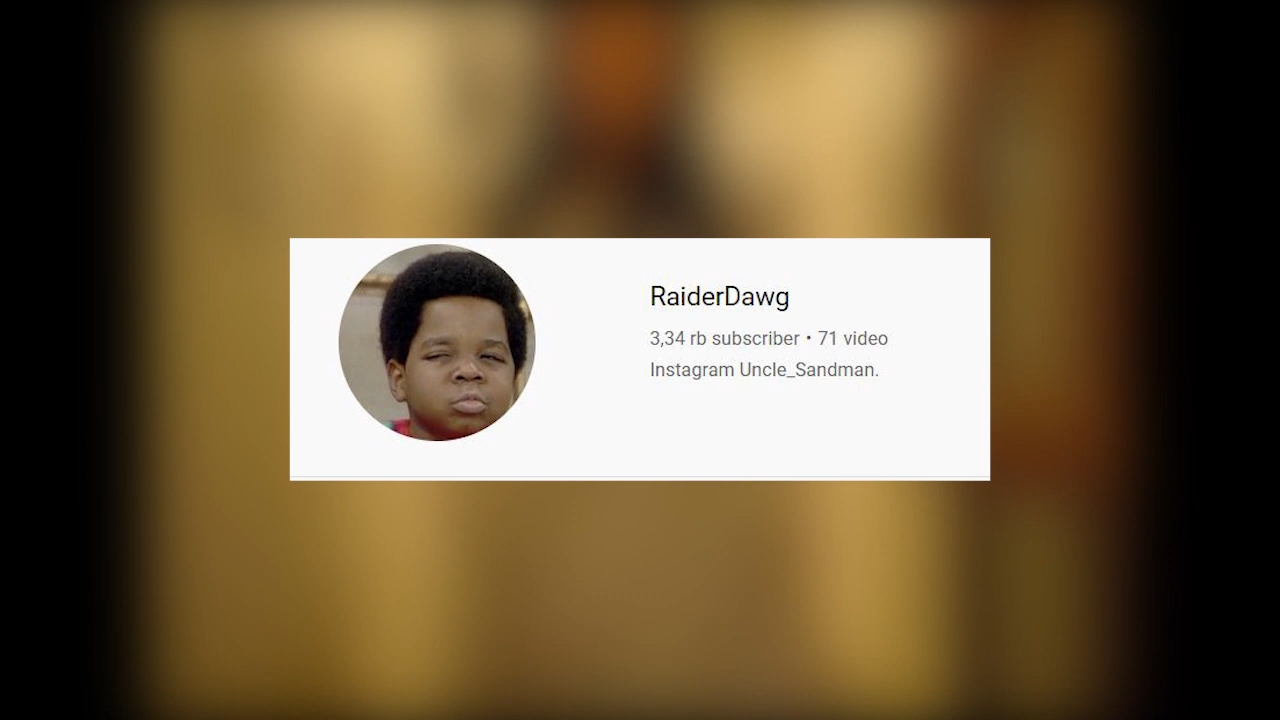 RaiderDawg
3,34 rb subscriber • 71 video
Instagram Uncle_Sandman.